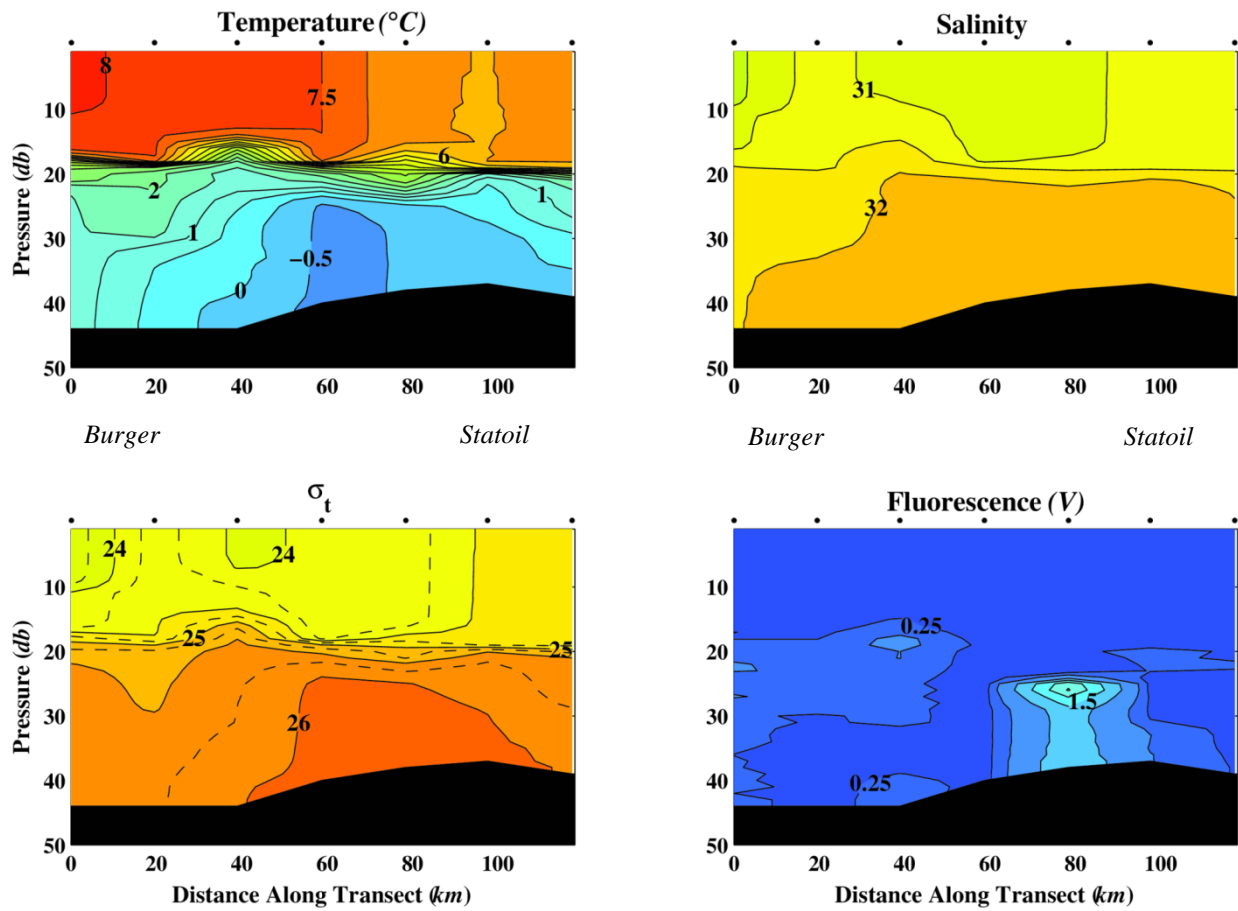 Temperature (°C)
8
7.5
6
2
1
1
0
−0.5
10
20
30
40
50
Pressure (db)
0 20 40 60 80 100
Burger Statoil
Salinity
31
32
10
20
30
40
50
0 20 40 60 80 100
Burger Statoil
σt
24
24
25
25
26
10
20
30
40
50
Pressure (db)
0 20 40 60 80 100
Distance Along Transect (km)
Fluorescence (V)
0.25
1.5
0.25
10
20
30
40
50
0 20 40 60 80 100
Distance Along Transect (km)